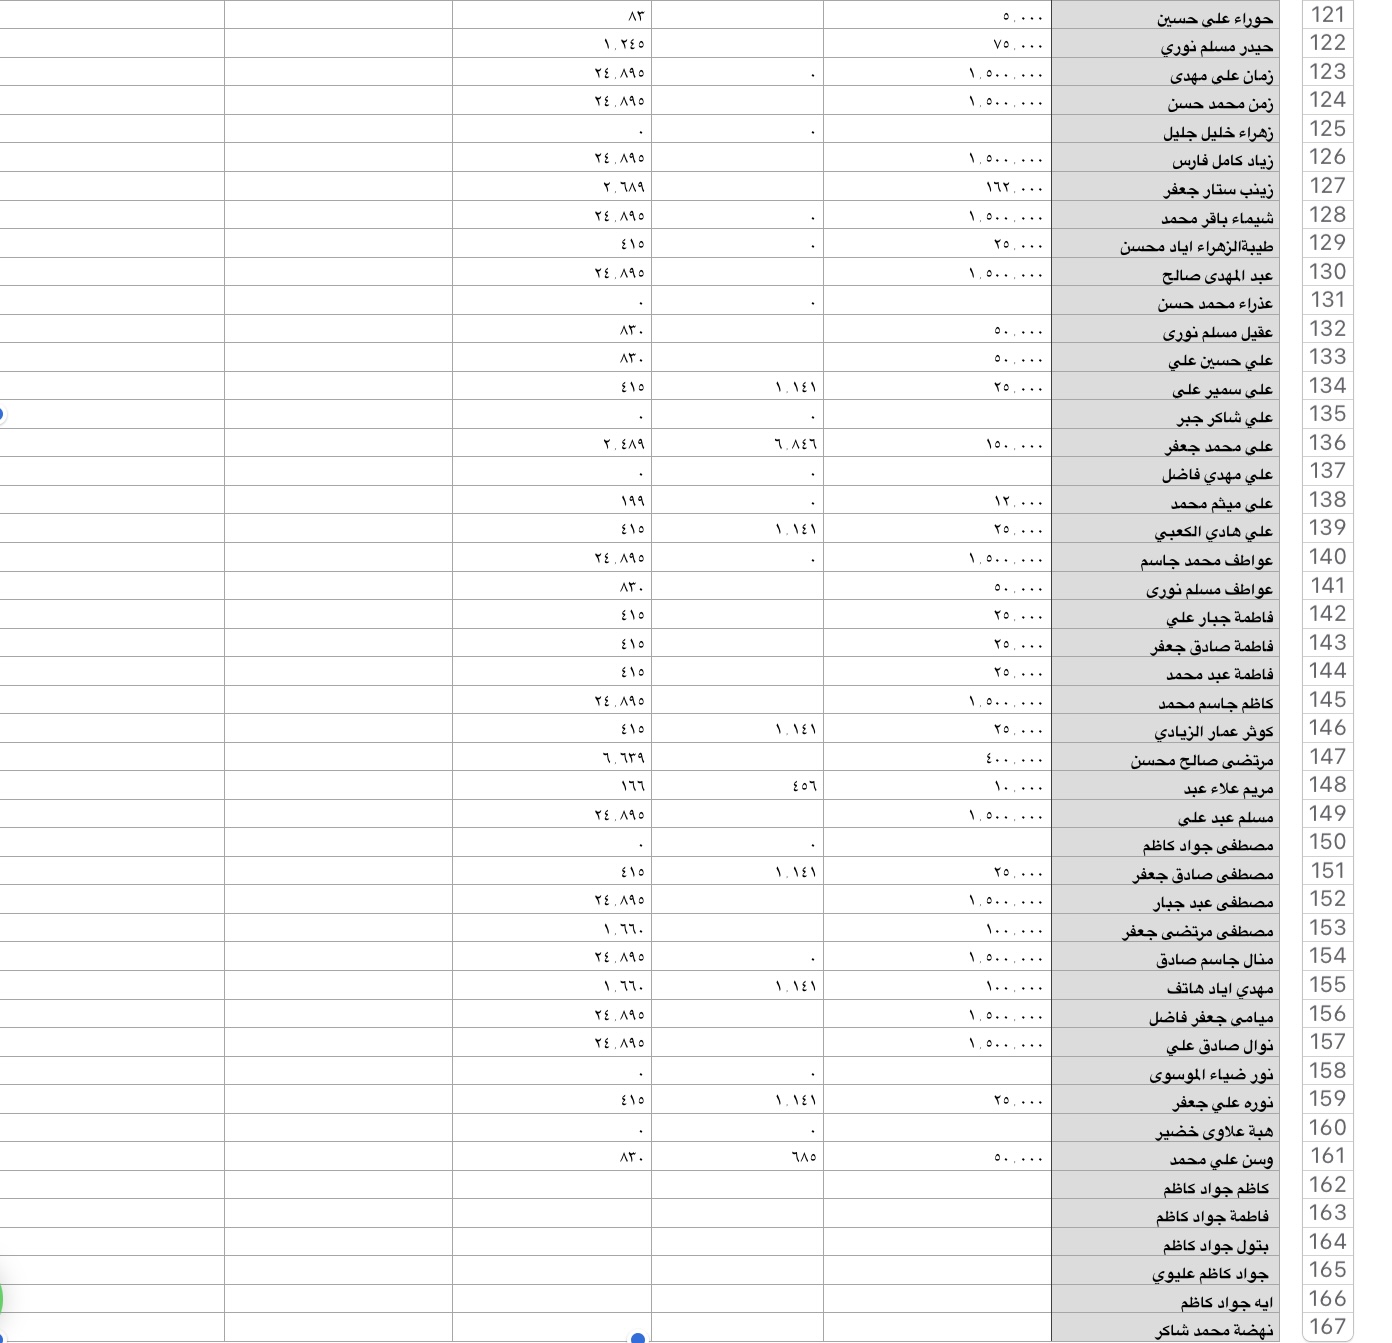 121 حوراء على حسين ٥٬٠٠٠ ٨٣
122 حيدر مسلم نوري ٧٥٬٠٠٠ ١٬٢٤٥
123 زمان على مهدى ١٬٥٠٠٬٠٠٠ ٠ ٢٤٬٨٩٥
124 زمن محمد حسن ١٬٥٠٠٬٠٠٠ ٢٤٬٨٩٥
125 زهراء خليل جليل ٠ ٠
126 زياد كامل فارس ١٬٥٠٠٬٠٠٠ ٢٤٬٨٩٥
127 زينب ستار جعفر ١٦٢٬٠٠٠ ٢٬٦٨٩
128 شيماء باقر محمد ١٬٥٠٠٬٠٠٠ ٠ ٢٤٬٨٩٥
129 طيبةالزهراء اياد محسن ٢٥٬٠٠٠ ٠ ٤١٥
130 عبد المهدى صالح ١٬٥٠٠٬٠٠٠ ٢٤٬٨٩٥
131 عذراء محمد حسن ٠ ٠
132 عقيل مسلم نورى ٥٠٬٠٠٠ ٨٣٠
133 علي حسين علي ٥٠٬٠٠٠ ٨٣٠
134 على سمير على ٢٥٬٠٠٠ ١٬١٤١ ٤١٥
135 علي شاكر جبر ٠ ٠
136 على محمد جعفر ١٥٠٬٠٠٠ ٦٬٨٤٦ ٢٬٤٨٩
137 علي مهدي فاضل ٠ ٠
138 على ميثم محمد ١٢٬٠٠٠ ٠ ١٩٩
139 علي هادي الكعبي ٢٥٬٠٠٠ ١٬١٤١ ٤١٥
140 عواطف محمد جاسم ١٬٥٠٠٬٠٠٠ ٠ ٢٤٬٨٩٥
141 عواطف مسلم نورى ٥٠٬٠٠٠ ٨٣٠
142 فاطمة جبار علي ٢٥٬٠٠٠ ٤١٥
143 فاطمة صادق جعفر ٢٥٬٠٠٠ ٤١٥
144 فاطمة عبد محمد ٢٥٬٠٠٠ ٤١٥
145 كاظم جاسم محمد ١٬٥٠٠٬٠٠٠ ٢٤٬٨٩٥
146 كوثر عمار الزيادي ٢٥٬٠٠٠ ١٬١٤١ ٤١٥
147 مرتضى صالح محسن ٤٠٠٬٠٠٠ ٦٬٦٣٩
148 مريم علاء عبد ١٠٬٠٠٠ ٤٥٦ ١٦٦
149 مسلم عبد علي ١٬٥٠٠٬٠٠٠ ٢٤٬٨٩٥
150 مصطفى جواد كاظم ٠ ٠
151 مصطفى صادق جعفر ٢٥٬٠٠٠ ١٬١٤١ ٤١٥
152 مصطفى عبد جبار ١٬٥٠٠٬٠٠٠ ٢٤٬٨٩٥
153 مصطفى مرتضى جعفر ١٠٠٬٠٠٠ ١٬٦٦٠
154 منال جاسم صادق ١٬٥٠٠٬٠٠٠ ٠ ٢٤٬٨٩٥
155 مهدي اياد هاتف ١٠٠٬٠٠٠ ١٬١٤١ ١٬٦٦٠
156 ميامى جعفر فاضل ١٬٥٠٠٬٠٠٠ ٢٤٬٨٩٥
157 نوال صادق علي ١٬٥٠٠٬٠٠٠ ٢٤٬٨٩٥
158 نور ضياء الموسوى ٠ ٠
159 نوره علي جعفر ٢٥٬٠٠٠ ١٬١٤١ ٤١٥
160 هبة علاوى خضير ٠ ٠
161 وسن علي محمد ٥٠٬٠٠٠ ٦٨٥ ٨٣٠
162 كاظم جواد كاظم
163 فاطمة جواد كاظم
164 بتول جواد كاظم
165 جواد كاظم عليوي
166 ايه جواد كاظم
167 نهضة محمد شاكر